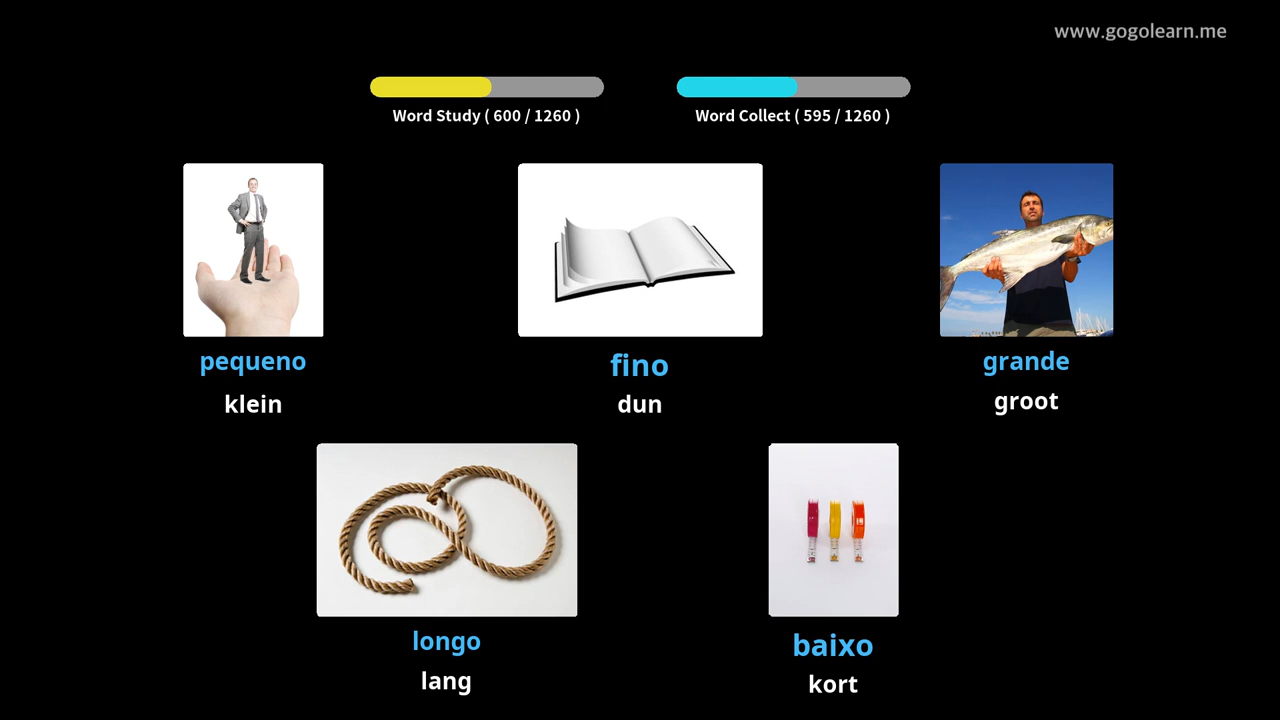 www.gogolearn.me
Word Study ( 600 / 1260 )
Word Collect ( 595 / 1260 )
pequeno
klein
fino
dun
grande
groot
longo
lang
baixo
kort